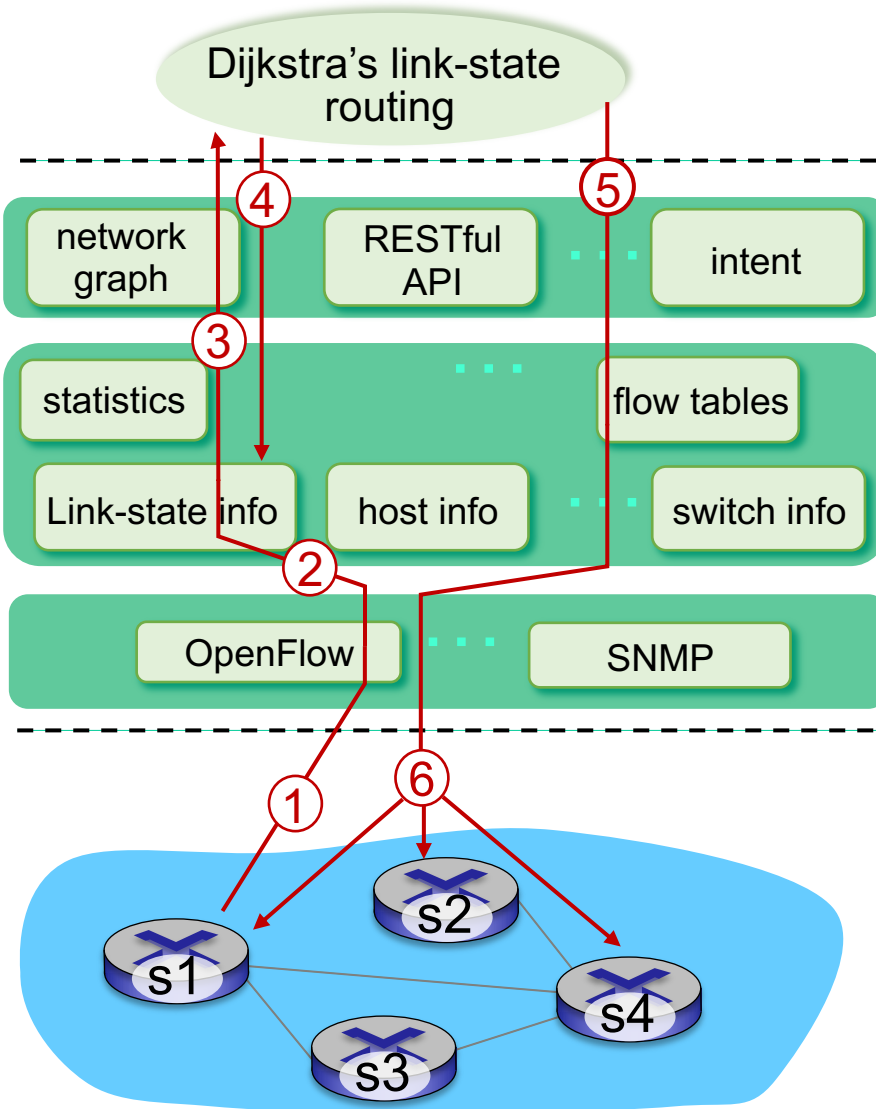 Dijkstra's link-state
routing
4
5
network
graph
RESTful
API
intent
3
statistics
flow tables
Link-state info
host info
switch info
2
OpenFlow
SNMP
1
6
s2
s1
s4
s3